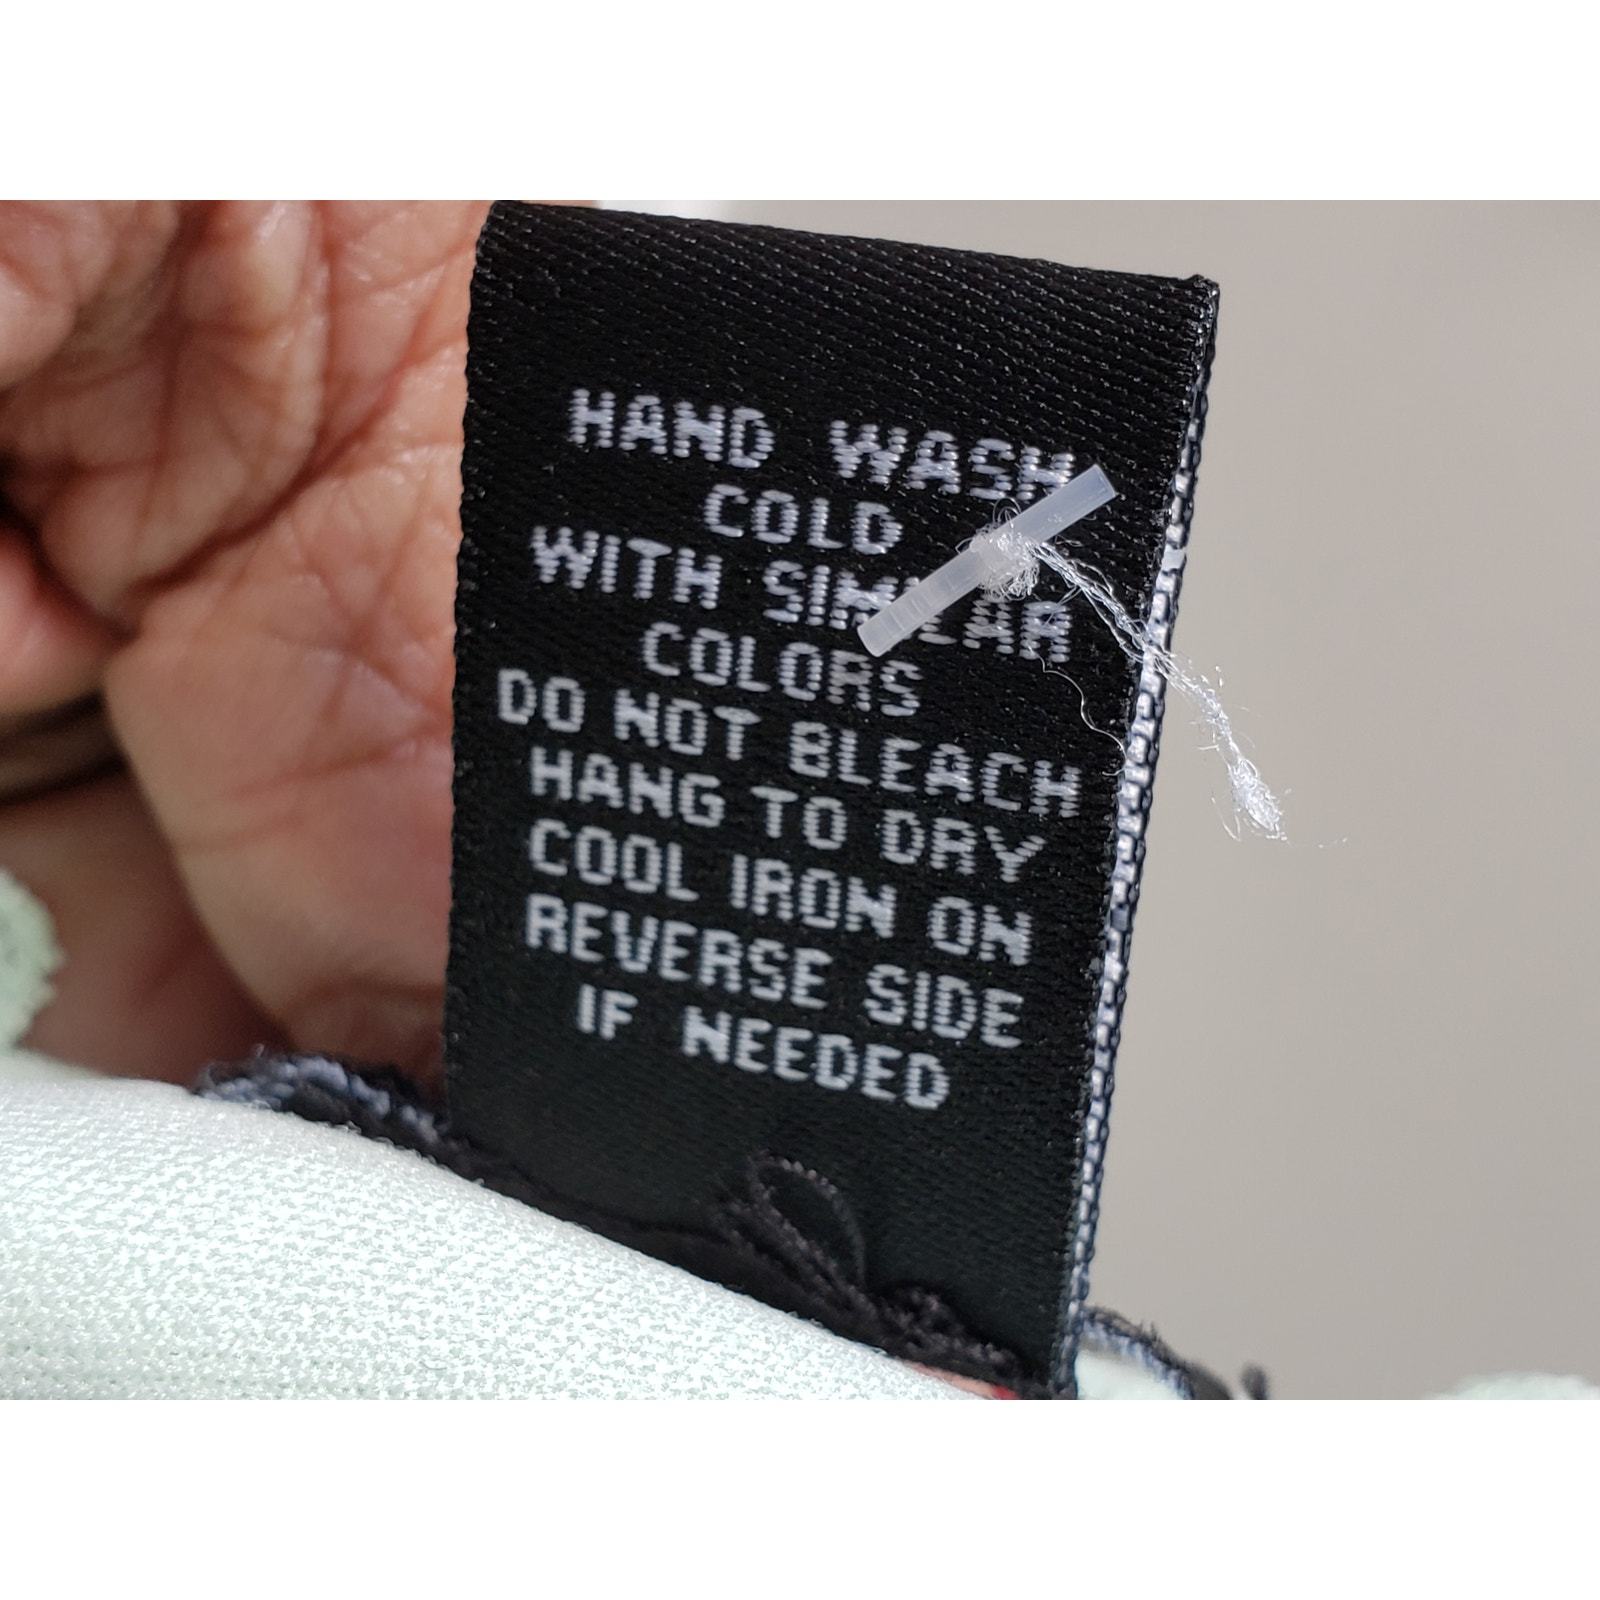 HAND WASH
COLD
WITH SIMILAR
COLORS
DO NOT BLEACH
HANG TO DRY
COOL IRON ON
REVERSE SIDE
IF NEEDED